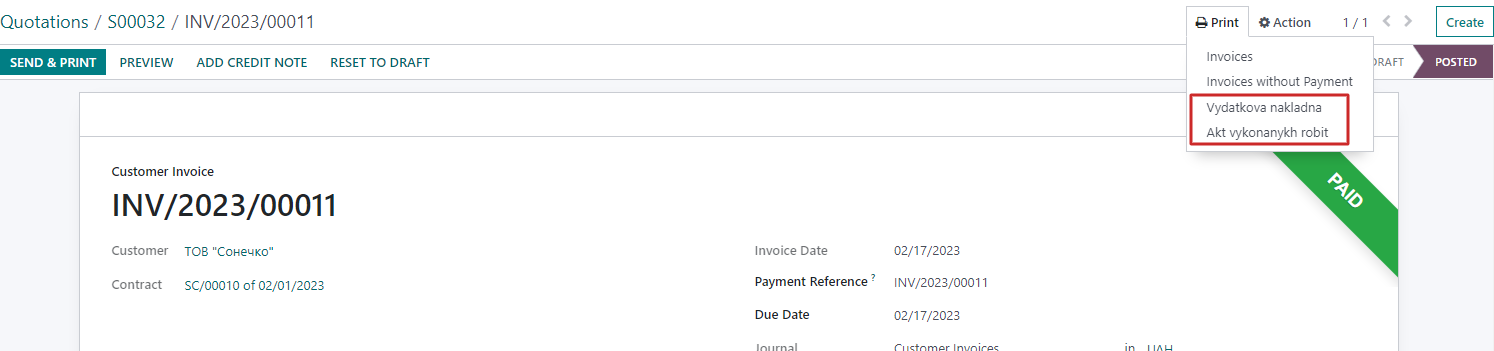 Quotations / S00032 / INV/2023/00011
Print
Action
1 / 1
Create
SEND & PRINT
PREVIEW
ADD CREDIT NOTE
RESET TO DRAFT
POSTED
Invoices
Invoices without Payment
Vydatkova nakladna
Akt vykonanykh robit
PAID
Customer Invoice
INV/2023/00011
Customer ТОВ "Сонечко"
Contract SC/00010 of 02/01/2023
Invoice Date 02/17/2023
Payment Reference ? INV/2023/00011
Due Date 02/17/2023
Journal Customer Invoices in UAH